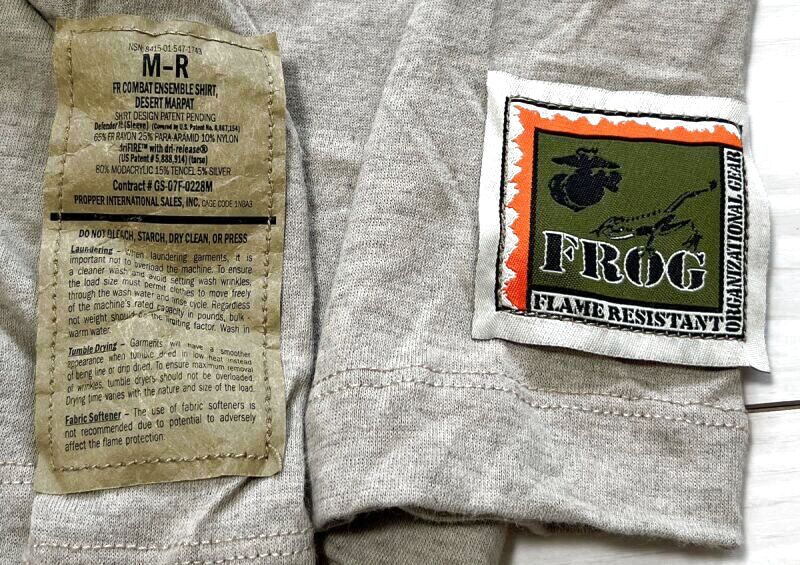 NSN: 8415-01-547-1743
M-R
FR COMBAT ENSEMBLE SHIRT,
DESERT MARPAT
SHIRT DESIGN PATENT PENDING
Defender M (Sleeve) (Covered by U.S. Patent No. 6,867,154)
65% FR RAYON 25% PARA-ARAMID 10% NYLON
driFIRE™ with dri-release®
(US Patent # 5,888,914) (torso)
80% MODACRYLIC 15% TENCEL 5% SILVER
Contract # GS-07F-0228M
PROPPER INTERNATIONAL SALES, INC. CAGE CODE 1N8A3
DO NOT BLEACH, STARCH, DRY CLEAN, OR PRESS
Laundering – When laundering garments, it is
important not to overload the machine. To ensure
a cleaner wash and avoid setting wash wrinkles,
the load size must permit clothes to move freely
through the wash water and rinse cycle. Regardless
of the machine's rated capacity in pounds, bulk -
not weight should be the limiting factor. Wash in
warm water.
Tumble Drying – Garments will have a smoother
appearance when tumble dried in low heat instead
of being line or drip dried. To ensure maximum removal
of wrinkles, tumble dryers should not be overloaded.
Drying time varies with the nature and size of the load.
Fabric Softener – The use of fabric softeners is
not recommended due to potential to adversely
affect the flame protection.
FROG
FLAME RESISTANT
ORGANIZATIONAL GEAR